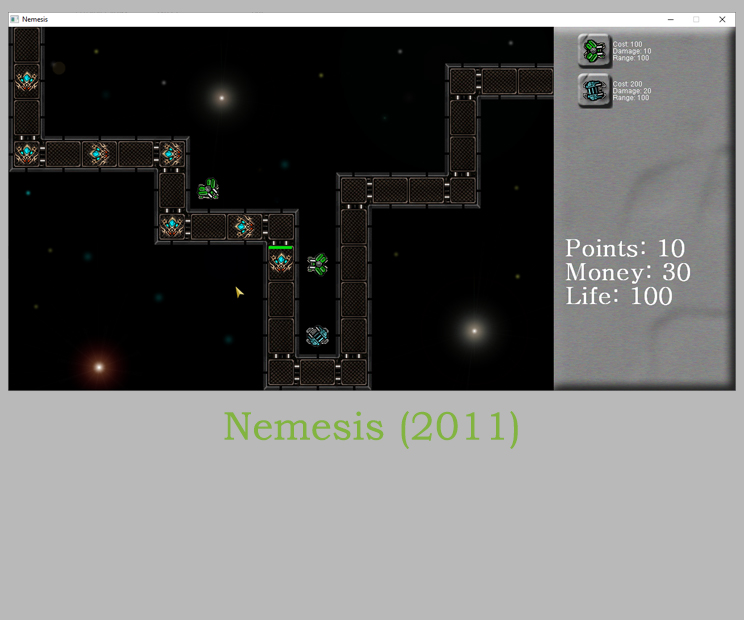 Nemesis
Cost: 100
Damage: 10
Range: 100
Cost: 200
Damage: 20
Range: 100
Points: 10
Money: 30
Life: 100
Nemesis (2011)